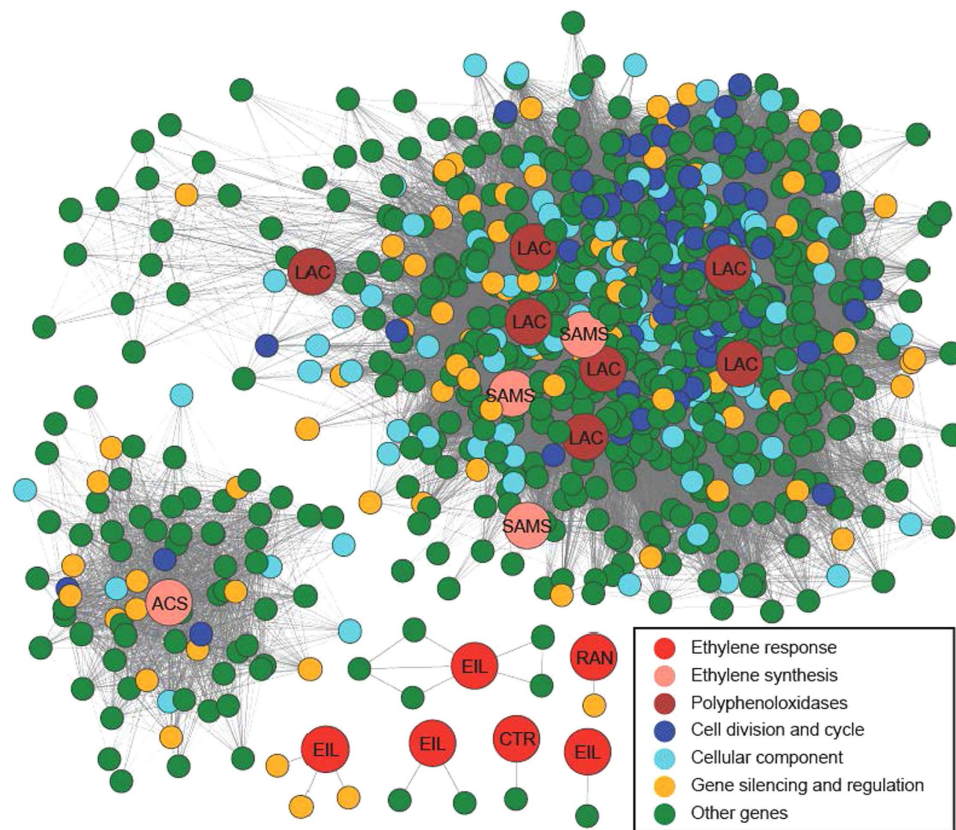 LAC
LAC
LAC
LAC
SAMS
LAC
LAC
SAMS
LAC
SAMS
ACS
EIL
RAN
EIL
EIL
CTR
EIL
Ethylene response
Ethylene synthesis
Polyphenoloxidases
Cell division and cycle
Cellular component
Gene silencing and regulation
Other genes